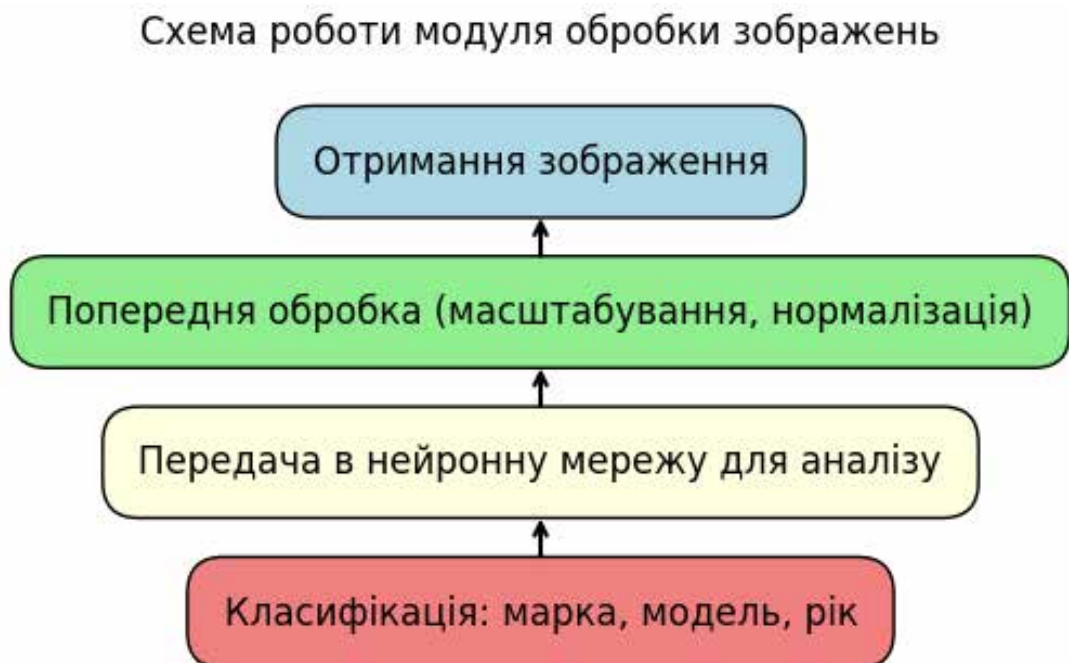 Схема роботи модуля обробки зображень
Отримання зображення
Попередня обробка (масштабування, нормалізація)
Передача в нейронну мережу для аналізу
Класифікація: марка, модель, рік